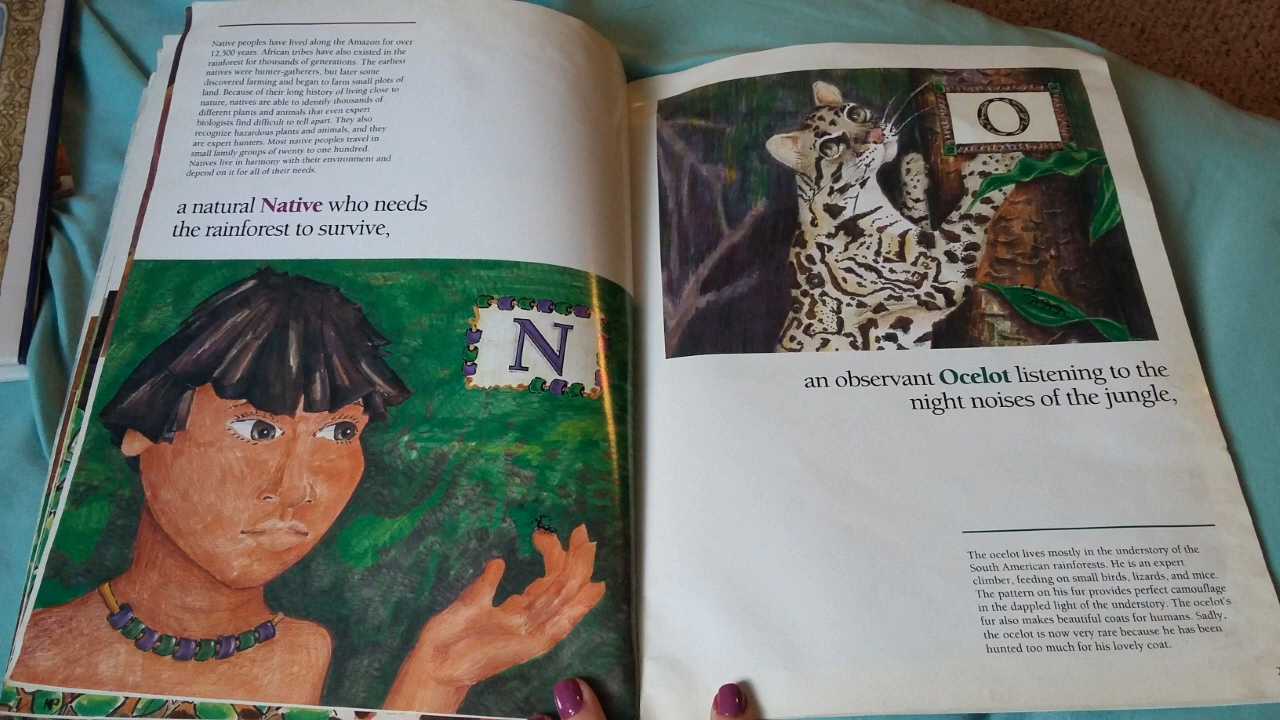 Native peoples have lived along the Amazon for over
12,500 years. African tribes have also existed in the
rainforest for thousands of generations. The earliest
natives were hunter-gatherers, but later some
discovered farming and began to farm small plots of
land. Because of their long history of living close to
nature, natives are able to identify thousands of
different plants and animals that even expert
biologists find difficult to tell apart. They also
recognize hazardous plants and animals, and they
are expert hunters. Most native peoples travel in
small family groups of twenty to one hundred.
Natives live in harmony with their environment and
depend on it for all of their needs.
a natural Native who needs
the rainforest to survive,
N
O
an observant Ocelot listening to the
night noises of the jungle,
The ocelot lives mostly in the understory of the
South American rainforests. He is an expert
climber, feeding on small birds, lizards, and mice.
The pattern on his fur provides perfect camouflage
in the dappled light of the understory. The ocelot's
fur also makes beautiful coats for humans. Sadly,
the ocelot is now very rare because he has been
hunted too much for his lovely coat.